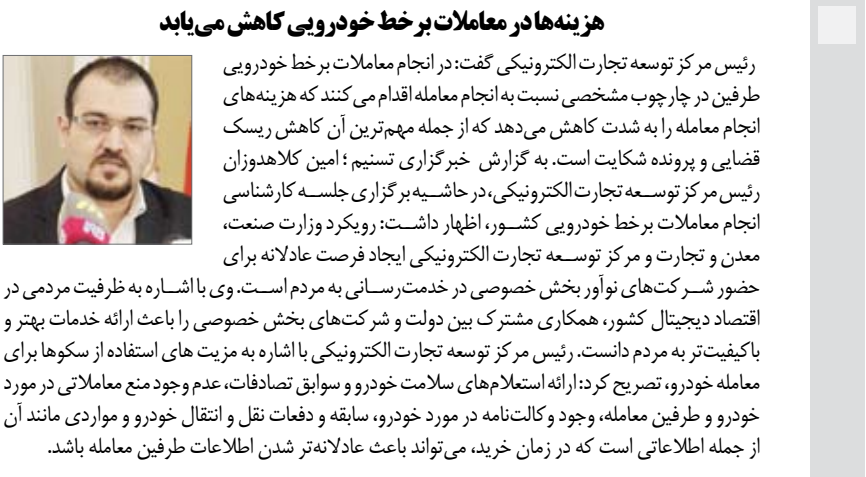 هزینه‌ها در معاملات بر خط خودرویی کاهش می‌یابد
رئیس مرکز توسعه تجارت الکترونیکی گفت: در انجام معاملات برخط خودرویی
طرفین در چارچوب مشخصی نسبت به انجام معامله اقدام می‌کنند که هزینه‌های
انجام معامله را به شدت کاهش می‌دهد که از جمله مهم‌ترین آن کاهش ریسک
قضایی و پرونده شکایت است. به گزارش خبرگزاری تسنیم؛ امین کلاهدوزان
رئیس مرکز توسعه تجارت الکترونیکی، در حاشیه برگزاری جلسه کارشناسی
انجام معاملات برخط خودرویی کشور، اظهار داشت: رویکرد وزارت صنعت،
معدن و تجارت و مرکز توسعه تجارت الکترونیکی ایجاد فرصت عادلانه برای
حضور شرکت‌های نوآور بخش خصوصی در خدمت‌رسانی به مردم است. وی با اشاره به ظرفیت مردمی در
اقتصاد دیجیتال کشور، همکاری مشترک بین دولت و شرکت‌های بخش خصوصی را باعث ارائه خدمات بهتر و
باکیفیت‌تر به مردم دانست. رئیس مرکز توسعه تجارت الکترونیکی با اشاره به مزیت های استفاده از سکوها برای
معامله خودرو، تصریح کرد: ارائه استعلام‌های سلامت خودرو و سوابق تصادفات، عدم وجود منع معاملاتی در مورد
خودرو و طرفین معامله، وجود وکالت‌نامه در مورد خودرو، سابقه و دفعات نقل و انتقال خودرو و مواردی مانند آن
از جمله اطلاعاتی است که در زمان خرید، می‌تواند باعث عادلانه‌تر شدن اطلاعات طرفین معامله باشد.